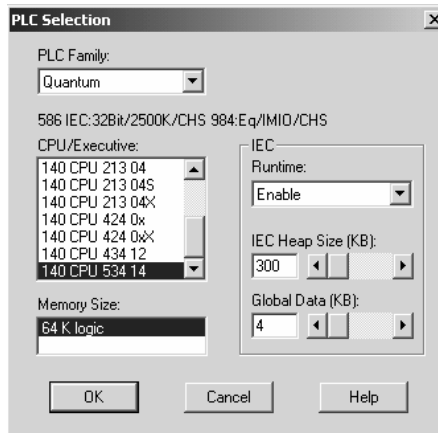 PLC Selection
PLC Family:
Quantum
586 IEC:32Bit/2500K/CHS 984:Eq/IMIO/CHS
CPU/Executive:
140 CPU 213 04
140 CPU 213 04S
140 CPU 213 04X
140 CPU 424 0x
140 CPU 424 0xX
140 CPU 434 12
140 CPU 534 14
Memory Size:
64 K logic
IEC
Runtime:
Enable
IEC Heap Size (KB):
300
Global Data (KB):
4
OK Cancel Help